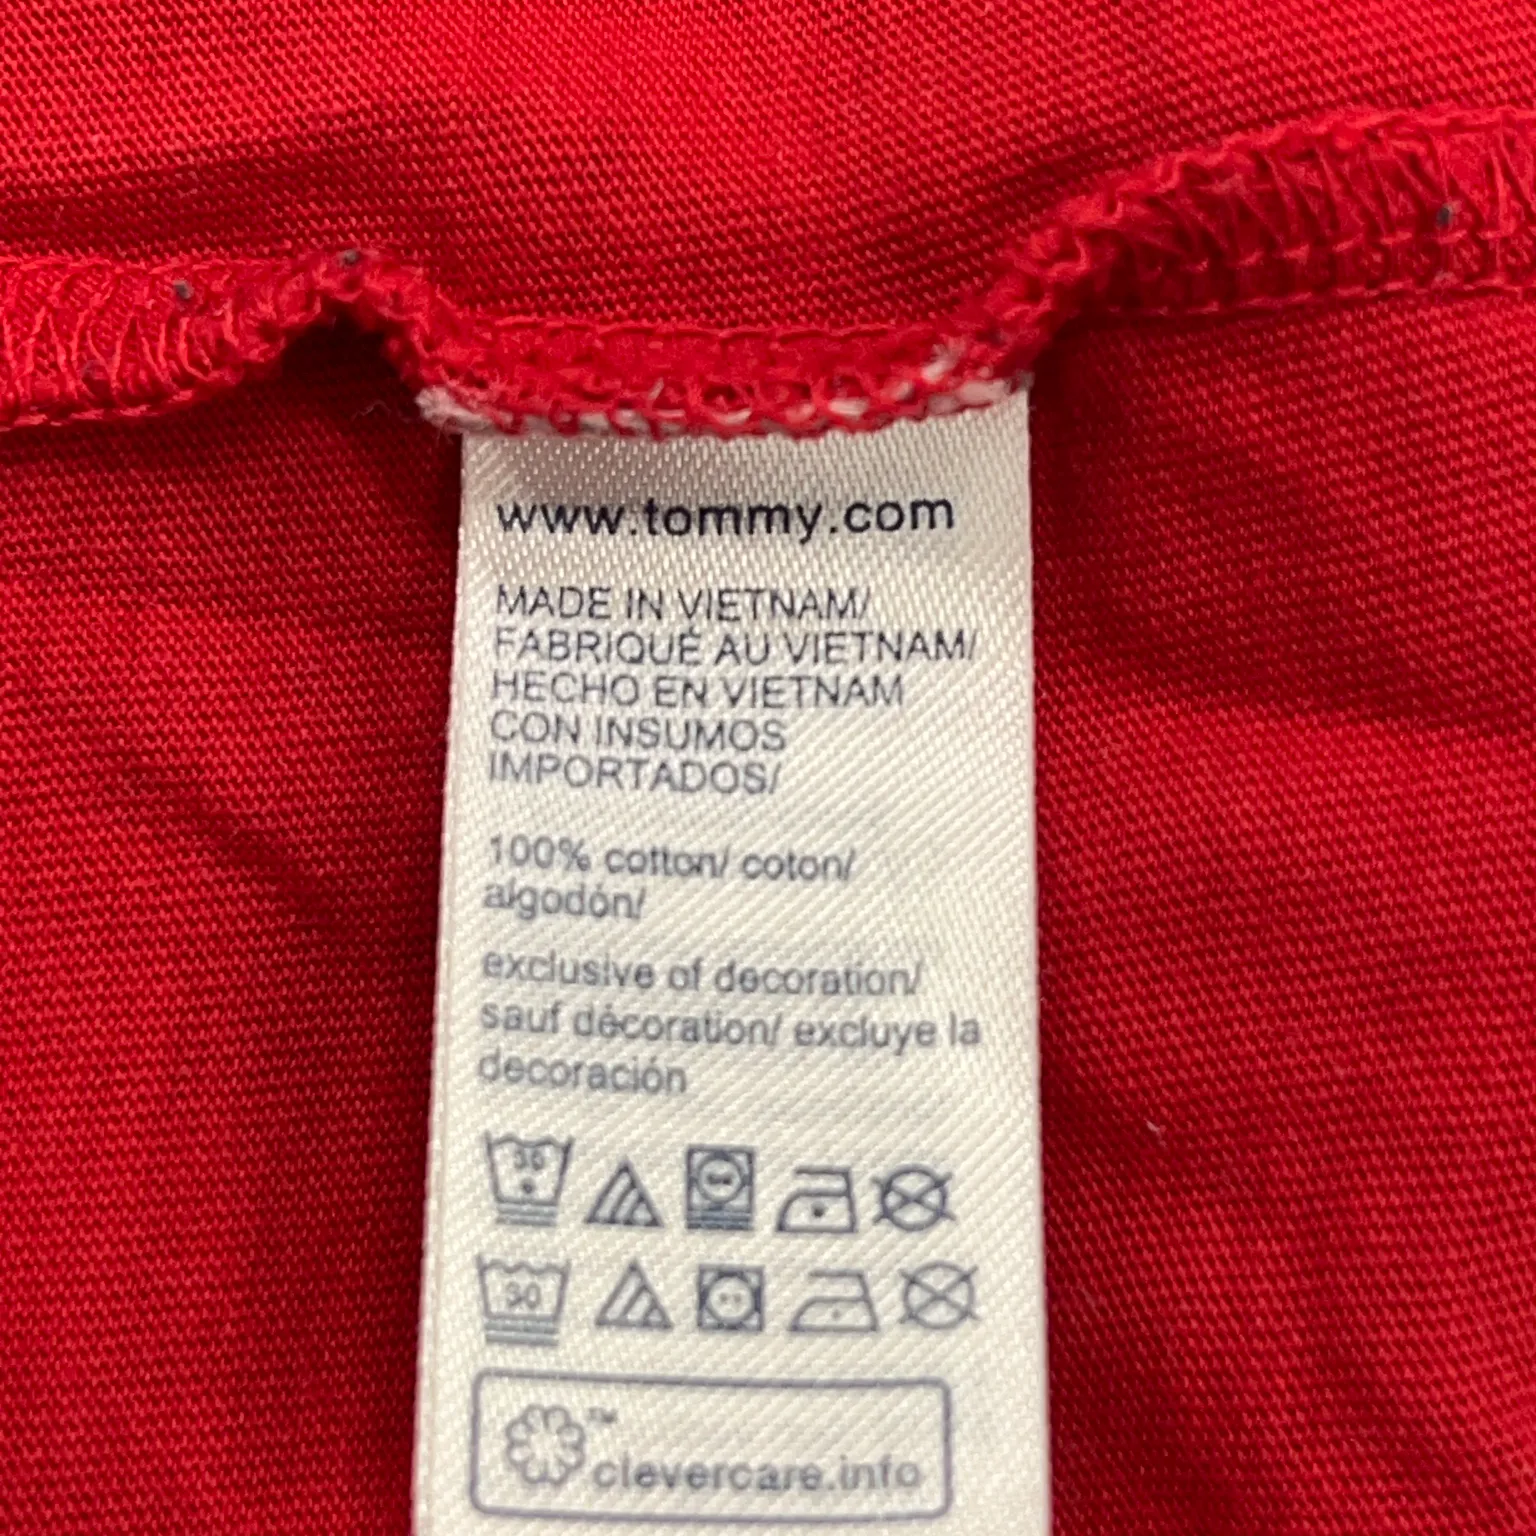 www.tommy.com
MADE IN VIETNAM/
FABRIQUÉ AU VIETNAM/
HECHO EN VIETNAM
CON INSUMOS
IMPORTADOS/
100% cotton/ coton/
algodón/
exclusive of decoration/
sauf décoration/ excluye la
decoración
30
30
™
clevercare.info